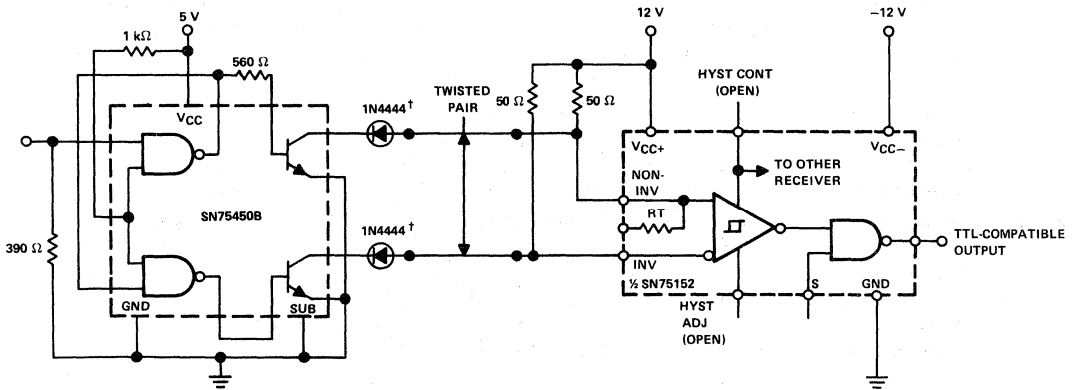 5 V
12 V
−12 V
1 kΩ
560 Ω
HYST CONT
(OPEN)
TWISTED
PAIR
50 Ω
50 Ω
1N4444†
VCC
VCC+
VCC−
TO OTHER
RECEIVER
NON-
INV
RT
SN75450B
390 Ω
1N4444†
TTL-COMPATIBLE
OUTPUT
INV
½ SN75152
S
GND
GND
SUB
HYST
ADJ
(OPEN)